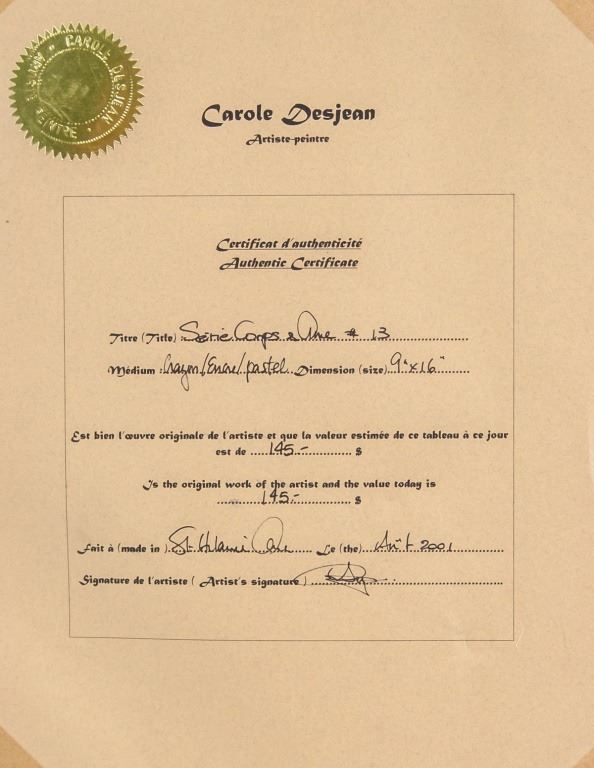 CAROLE DESJEAN
Carole Desjean
Artiste-peintre
Certificat d'authenticité
Authentic Certificate
Titre (Title) : Série Corps & Âme # 13
Médium : Crayon/Encre/pastel Dimension (size) 9" x 16"
Est bien l'œuvre originale de l'artiste et que la valeur estimée de ce tableau à ce jour
est de ....145.-............ $
Is the original work of the artist and the value today is
............145.-............... $
Fait à (made in ) St-Hilaire Le (the) Août 2001
Signature de l'artiste ( Artist's signature )